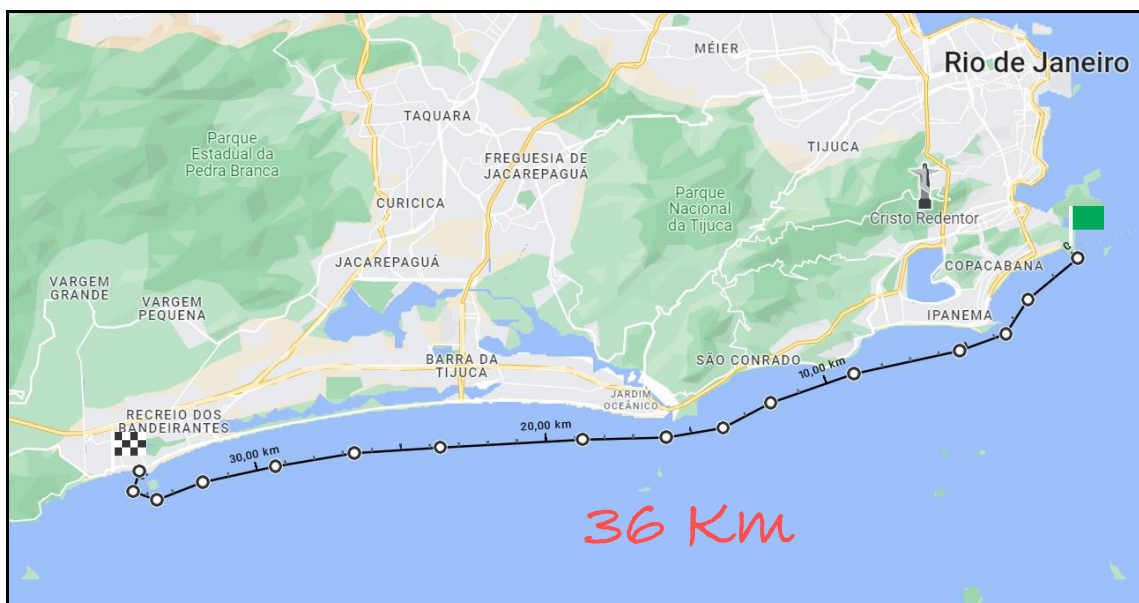 MÉIER
Rio de Janeiro
TAQUARA
Parque
Estadual da
Pedra Branca
TIJUCA
FREGUESIA DE
JACAREPAGUÁ
Parque
Nacional
da Tijuca
CURICICA
Cristo Redentor
0
JACAREPAGUÁ
COPACABANA
VARGEM
GRANDE
VARGEM
PEQUENA
IPANEMA
BARRA DA
TIJUCA
SÃO CONRADO
10,00 km
JARDIM
OCEÂNICO
RECREIO DOS
BANDEIRANTES
20,00 km
30,00 km
36 Km